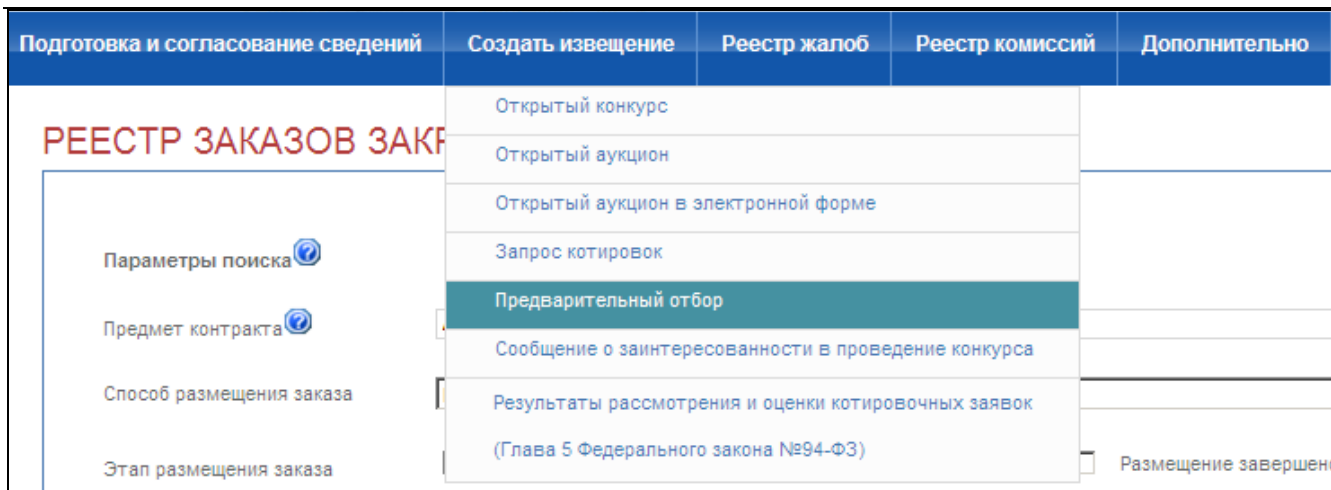 Подготовка и согласование сведений Создать извещение Реестр жалоб Реестр комиссий Дополнительно
Открытый конкурс
РЕЕСТР ЗАКАЗОВ
Открытый аукцион
Открытый аукцион в электронной форме
Параметры поиска
Запрос котировок
Предварительный отбор
Предмет контракта
Сообщение о заинтересованности в проведение конкурса
Способ размещения заказа
Результаты рассмотрения и оценки котировочных заявок
(Глава 5 Федерального закона №94-ФЗ)
Этап размещения заказа
Размещение